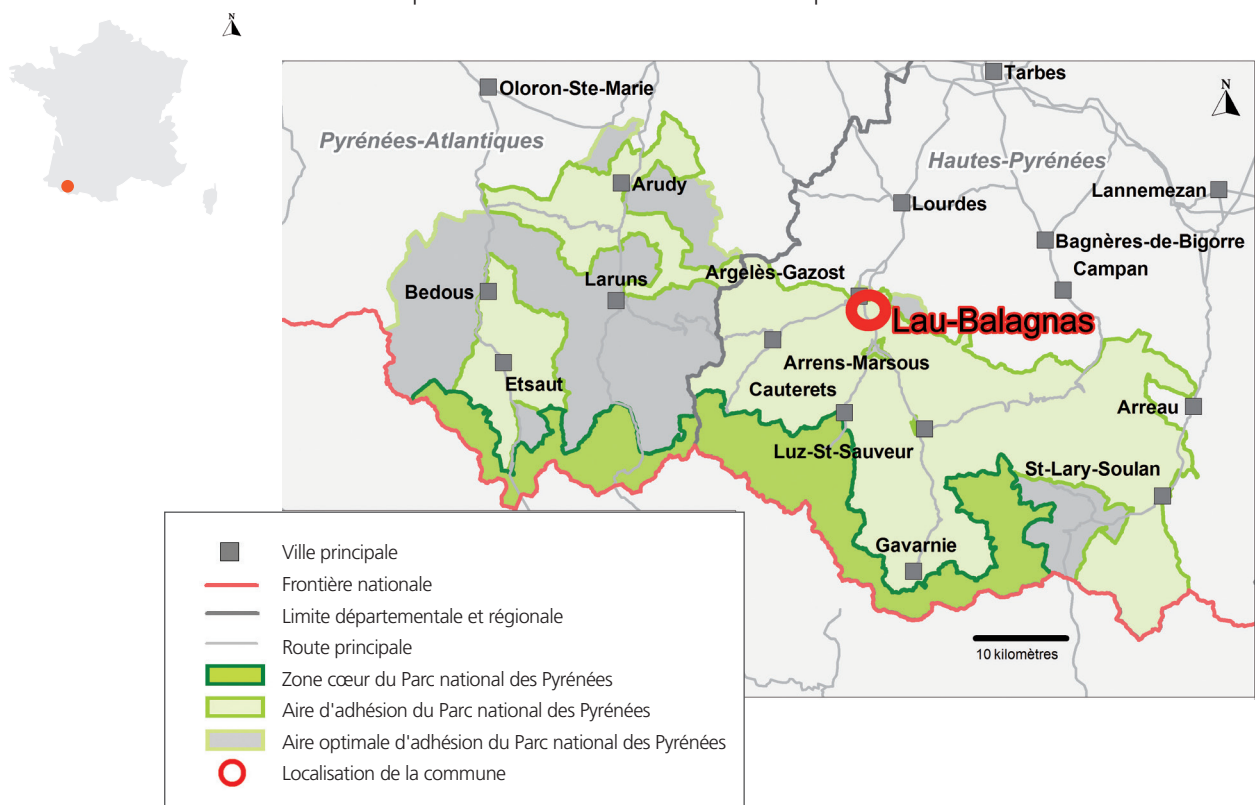 N
N
Tarbes
Oloron-Ste-Marie
Pyrénées-Atlantiques
Hautes-Pyrénées
Arudy
Lannemezan
Lourdes
Bagnères-de-Bigorre
Campan
Argelès-Gazost
Laruns
Bedous
Lau-Balagnas
Arrens-Marsous
Etsaut
Cauterets
Arreau
Luz-St-Sauveur
St-Lary-Soulan
Gavarnie
10 kilomètres
Ville principale
Frontière nationale
Limite départementale et régionale
Route principale
Zone cœur du Parc national des Pyrénées
Aire d'adhésion du Parc national des Pyrénées
Aire optimale d'adhésion du Parc national des Pyrénées
Localisation de la commune